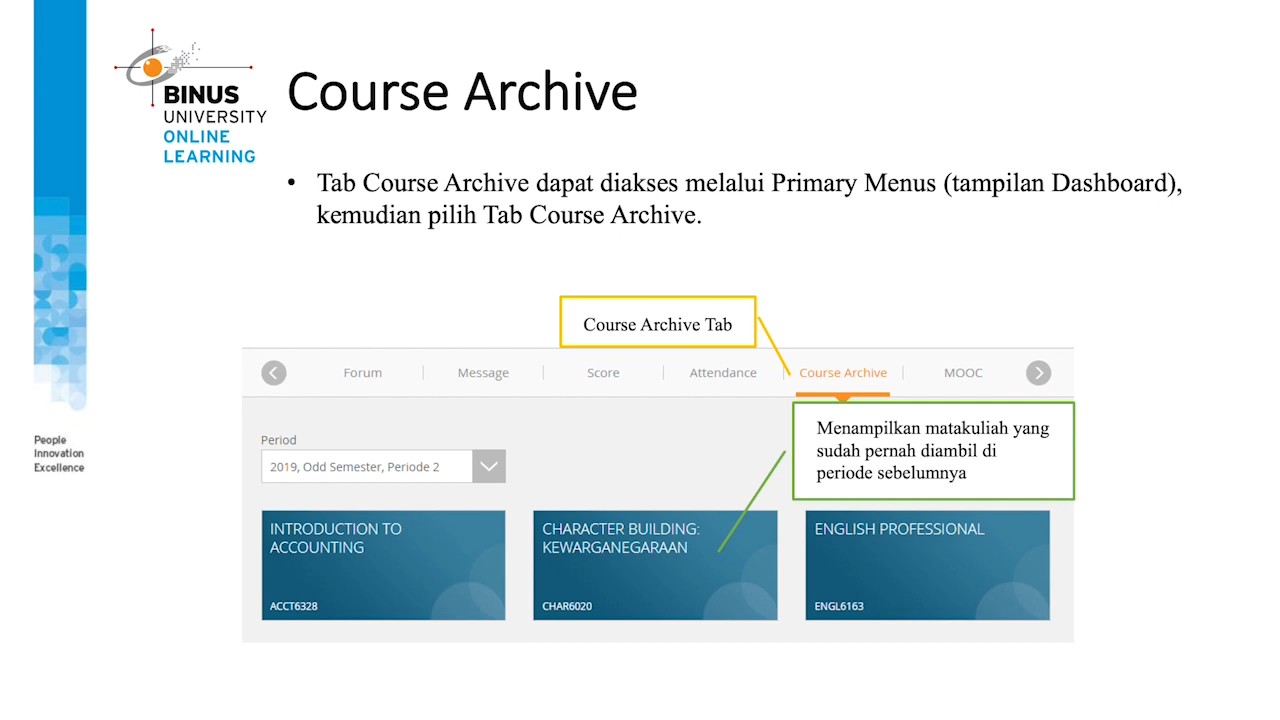 BINUS
UNIVERSITY
ONLINE
LEARNING
Course Archive
• Tab Course Archive dapat diakses melalui Primary Menus (tampilan Dashboard),
kemudian pilih Tab Course Archive.
People
Innovation
Excellence
Course Archive Tab
Forum
Message
Score
Attendance
Course Archive
MOOC
Menampilkan matakuliah yang
sudah pernah diambil di
periode sebelumnya
Period
2019, Odd Semester, Periode 2
INTRODUCTION TO
ACCOUNTING
ACCT6328
CHARACTER BUILDING:
KEWARGANEGARAAN
CHAR6020
ENGLISH PROFESSIONAL
ENGL6163